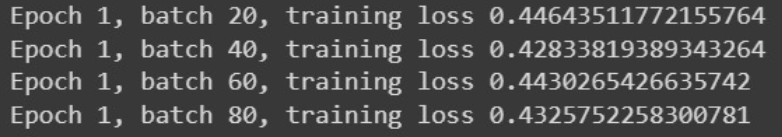 Epoch 1, batch 20, training loss 0.44643511772155764
Epoch 1, batch 40, training loss 0.42833819389343264
Epoch 1, batch 60, training loss 0.4430265426635742
Epoch 1, batch 80, training loss 0.4325752258300781